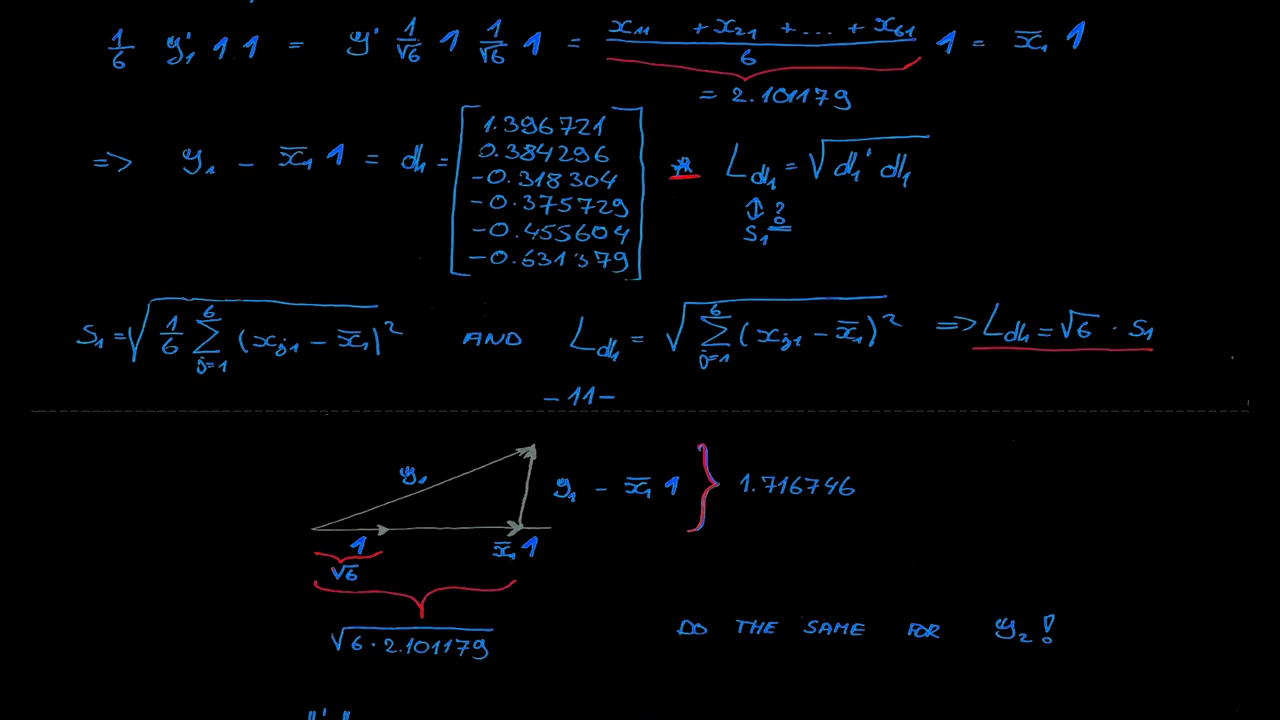 1/6 y₁' 1 1 = y' 1/√6 1 1/√6 1 = (x₁₁ + x₂₁ + ... + x₆₁)/6 1 = x̄₁ 1
= 2.101179
=> y₁ - x̄₁ 1 = d₁ = [
1.396721
0.384296
-0.318304
-0.375729
-0.455604
-0.631379
]
* L_d₁ = √(d₁' d₁)
↕ ?
S₁
S₁ = √(1/6 Σ_{j=1}^{6} (x_j1 - x̄₁)²) AND L_d₁ = √(Σ_{j=1}^{6} (x_j1 - x̄₁)²) => L_d₁ = √6 · S₁
- 11 -
y₁
y₁ - x̄₁ 1 } 1.716746
1
x̄₁ 1
√6
√(6 · 2.101179)
DO THE SAME FOR y₂!